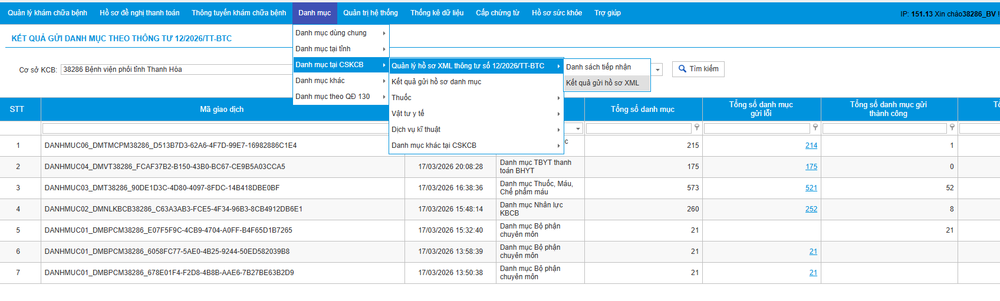 Quản lý khám chữa bệnh Hồ sơ đề nghị thanh toán Thông tuyến khám chữa bệnh Danh mục Quản trị hệ thống Thống kê dữ liệu Cấp chứng từ Hồ sơ sức khỏe Trợ giúp IP: 151.13 Xin chào38286_BV !
Danh mục dùng chung
KẾT QUẢ GỬI DANH MỤC THEO THÔNG TƯ 12/2026/TT-BTC
Danh mục tại tỉnh
Danh mục tại CSKCB
Danh mục khác
Danh mục theo QĐ 130
Quản lý hồ sơ XML thông tư số 12/2026/TT-BTC
Kết quả gửi hồ sơ danh mục
Thuốc
Vật tư y tế
Dịch vụ kĩ thuật
Danh mục khác tại CSKCB
Danh sách tiếp nhận
Kết quả gửi hồ sơ XML
Cơ sở KCB: 38286 Bệnh viện phổi tỉnh Thanh Hóa
Tìm kiếm
STT Mã giao dịch Tổng số danh mục Tổng số danh mục gửi lỗi Tổng số danh mục gửi thành công
1 DANHMUC06_DMTMCPM38286_D513B7D3-62A6-4F7D-99E7-16982886C1E4 c 215 214 1
2 DANHMUC04_DMVT38286_FCAF37B2-B150-43B0-BC67-CE9B5A03CCA5 17/03/2026 20:08:28 Danh mục TBYT thanh toán BHYT 175 175 0
3 DANHMUC03_DMT38286_90DE1D3C-4D80-4097-8FDC-14B418DBE0BF 17/03/2026 16:38:36 Danh mục Thuốc, Máu, Chế phẩm máu 573 521 52
4 DANHMUC02_DMNLKBCB38286_C63A3AB3-FCE5-4F34-96B3-8CB4912DB6E1 17/03/2026 15:48:14 Danh mục Nhân lực KBCB 260 252 8
5 DANHMUC01_DMBPCM38286_E07F5F9C-4CB9-4704-A0FF-B4F65D1B7265 17/03/2026 15:32:40 Danh mục Bộ phận chuyên môn 21 21
6 DANHMUC01_DMBPCM38286_6058FC77-5AE0-4B25-9244-50ED582039B8 17/03/2026 13:58:39 Danh mục Bộ phận chuyên môn 21 21
7 DANHMUC01_DMBPCM38286_678E01F4-F2D8-4B8B-AAE6-7B27BE63B2D9 17/03/2026 13:50:38 Danh mục Bộ phận chuyên môn 21 21